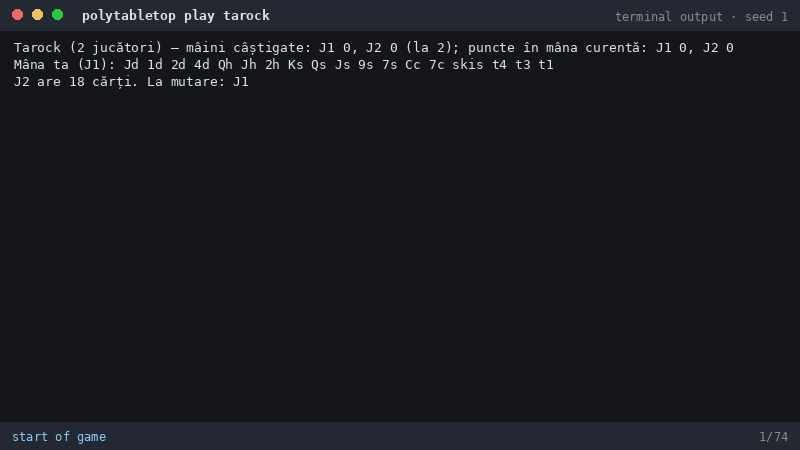 polytabletop play tarock
terminal output · seed 1
Tarock (2 jucători) — mâini câștigate: J1 0, J2 0 (la 2); puncte în mâna curentă: J1 0, J2 0
Mâna ta (J1): Jd 1d 2d 4d Qh Jh 2h Ks Qs Js 9s 7s Cc 7c skis t4 t3 t1
J2 are 18 cărți. La mutare: J1
start of game
1/74